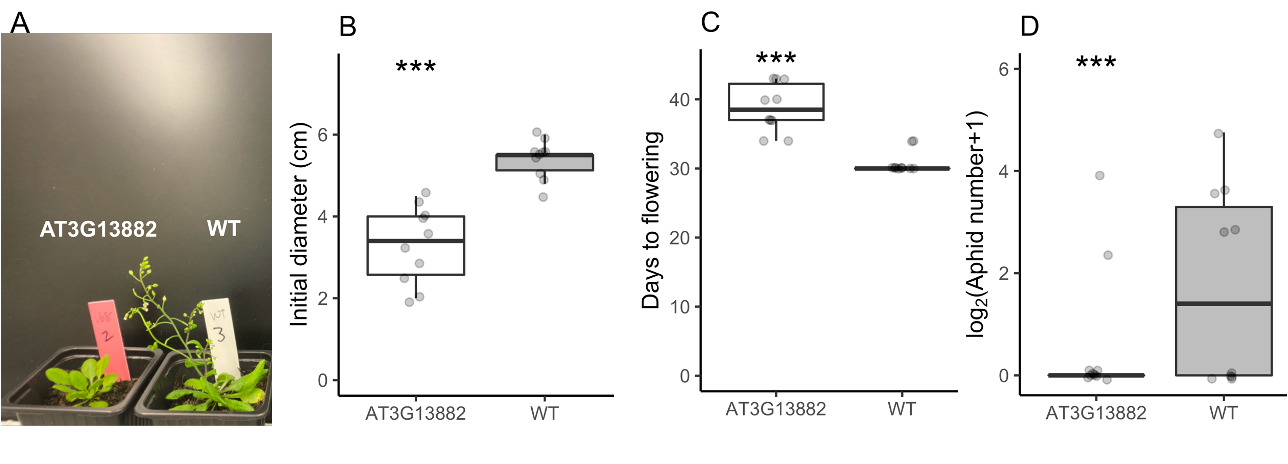 A
AT3G13882 WT
2
WT
3
B
Initial diameter (cm)
6
4
2
0
***
AT3G13882 WT
C
Days to flowering
40
30
20
10
0
***
AT3G13882 WT
D
log₂(Aphid number+1)
6
4
2
0
***
AT3G13882 WT